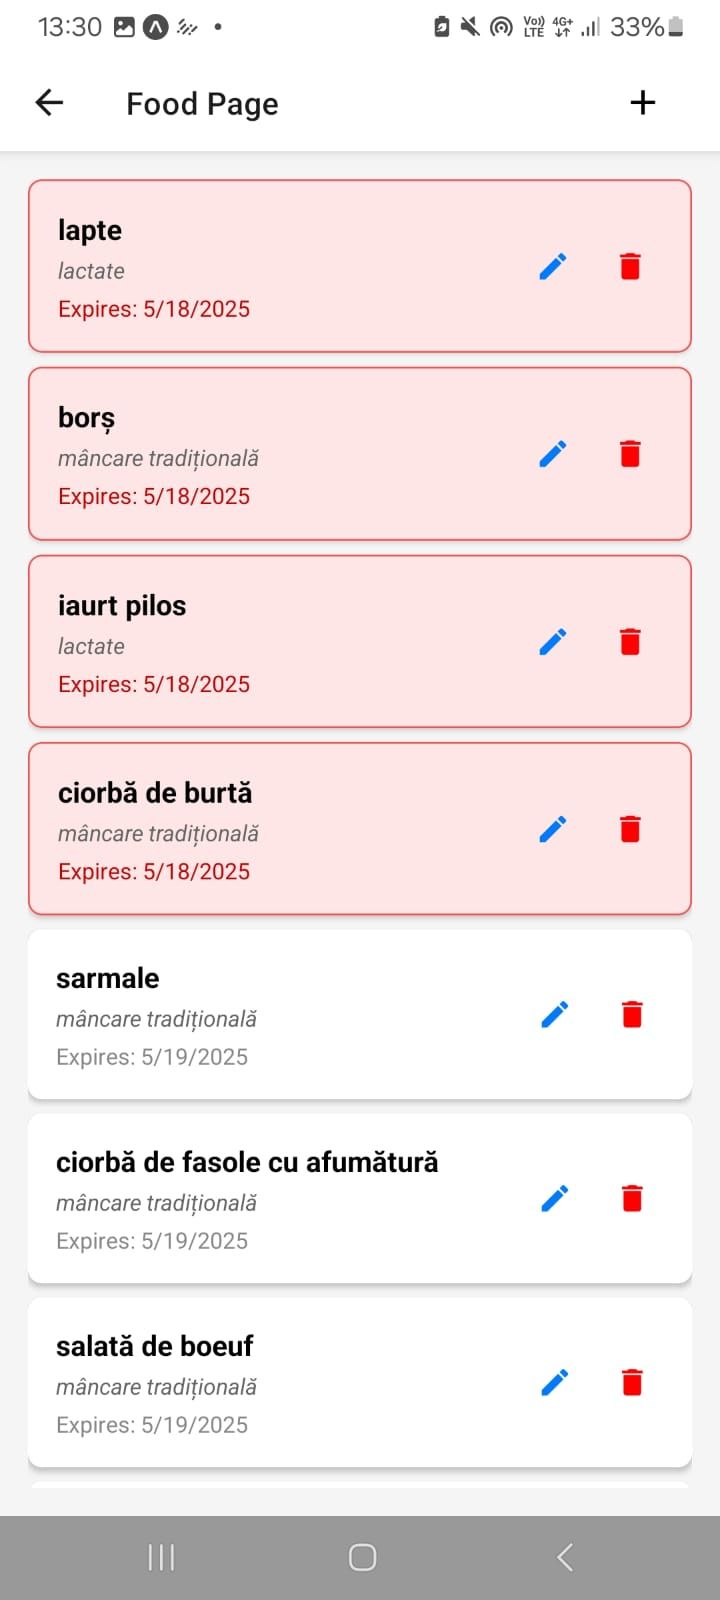 13:30
Vo)) 4G+ 33%
LTE
Food Page
lapte
lactate
Expires: 5/18/2025
borș
mâncare tradițională
Expires: 5/18/2025
iaurt pilos
lactate
Expires: 5/18/2025
ciorbă de burtă
mâncare tradițională
Expires: 5/18/2025
sarmale
mâncare tradițională
Expires: 5/19/2025
ciorbă de fasole cu afumătură
mâncare tradițională
Expires: 5/19/2025
salată de boeuf
mâncare tradițională
Expires: 5/19/2025